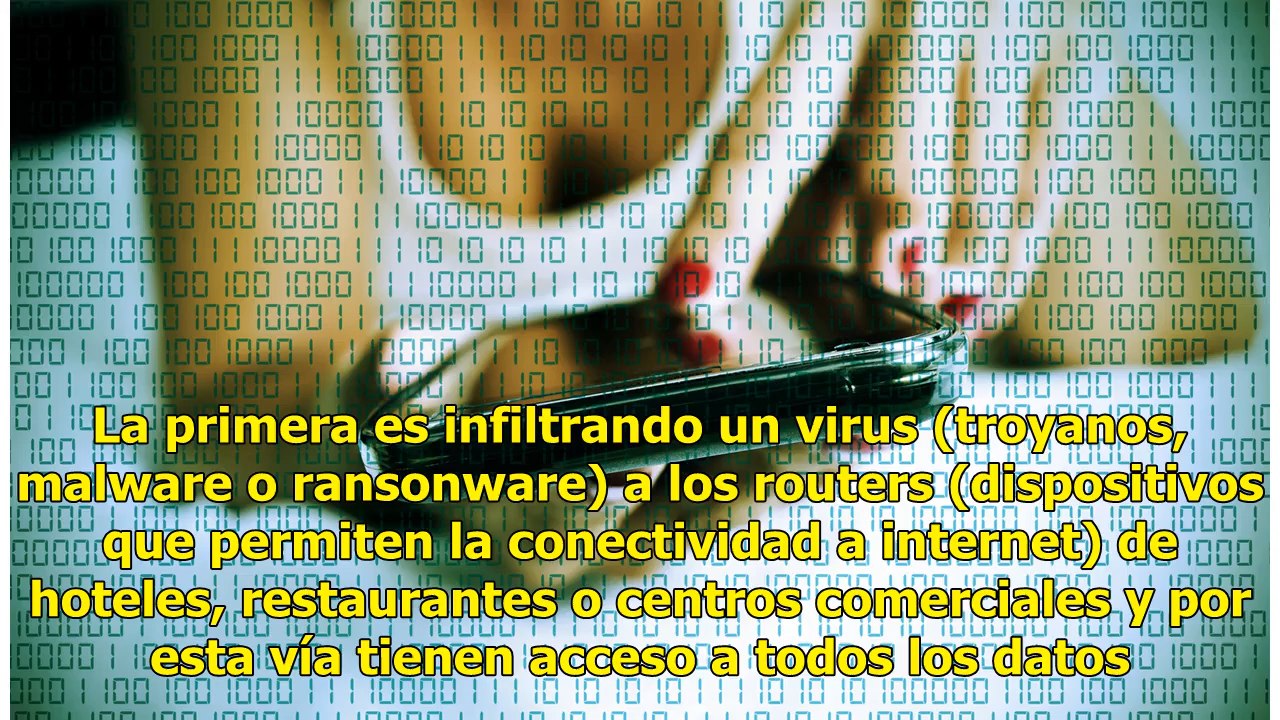 La primera es infiltrando un virus (troyanos,
malware o ransonware) a los routers (dispositivos
que permiten la conectividad a internet) de
hoteles, restaurantes o centros comerciales y por
esta vía tienen acceso a todos los datos